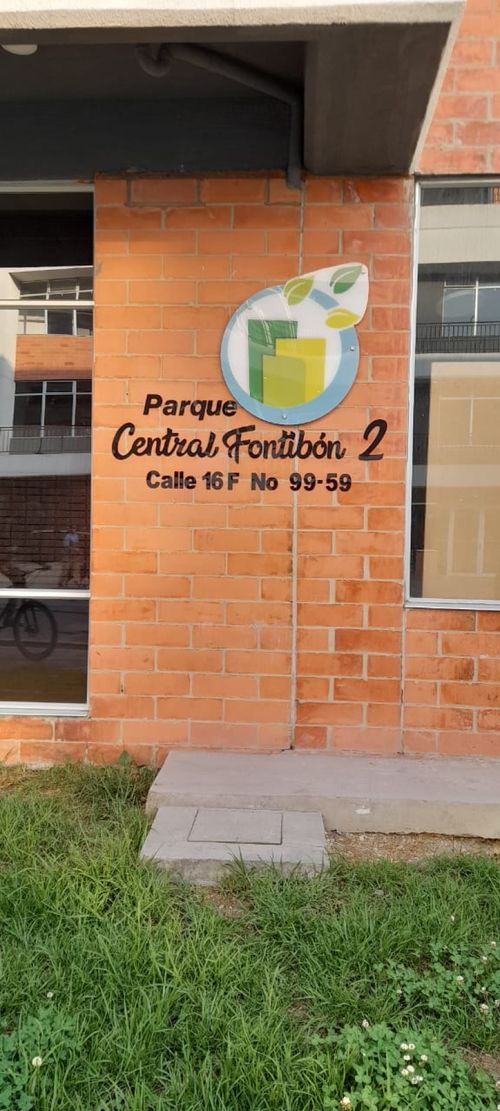 Parque
Central Fontibón 2
Calle 16 F No 99-59